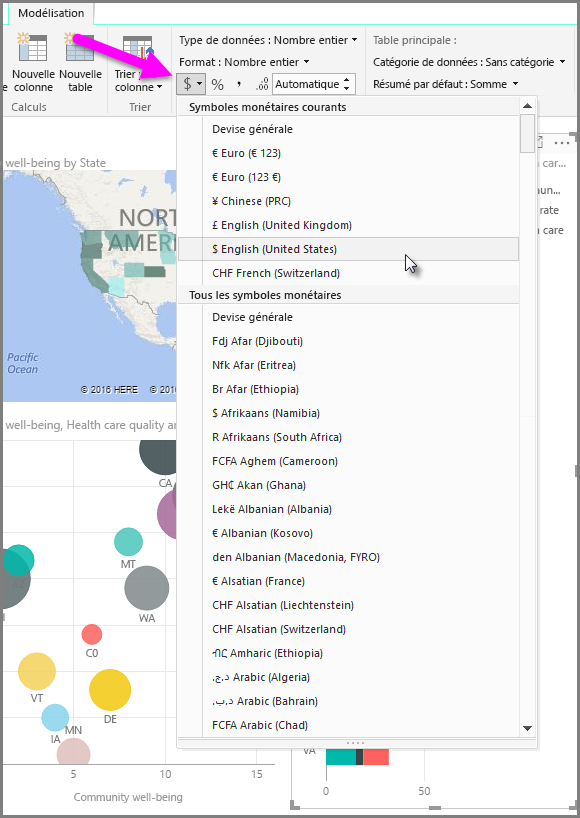 Modélisation
Nouvelle colonne
Nouvelle table
Trier
colonne
Calculs
Trier
Type de données : Nombre entier
Format : Nombre entier
$ % , .00 Automatique
Table principale :
Catégorie de données : Sans catégorie
Résumé par défaut : Somme
Symboles monétaires courants
Devise générale
€ Euro (€ 123)
€ Euro (123 €)
¥ Chinese (PRC)
£ English (United Kingdom)
$ English (United States)
CHF French (Switzerland)
Tous les symboles monétaires
Devise générale
Fdj Afar (Djibouti)
Nfk Afar (Eritrea)
Br Afar (Ethiopia)
$ Afrikaans (Namibia)
R Afrikaans (South Africa)
FCFA Aghem (Cameroon)
GH₵ Akan (Ghana)
Lekë Albanian (Albania)
€ Albanian (Kosovo)
den Albanian (Macedonia, FYRO)
€ Alsatian (France)
CHF Alsatian (Liechtenstein)
CHF Alsatian (Switzerland)
ብር Amharic (Ethiopia)
د.ج.‏ Arabic (Algeria)
د.ب.‏ Arabic (Bahrain)
FCFA Arabic (Chad)
well-being by State
NORT
AMERI
Pacific
Ocean
© 2016 HERE © 20
well-being, Health care quality a
CA
MT
WA
C0
VT
DE
IA
MN
5 10 15
Community well-being
car...
mun...
rate
care
VA
0 50